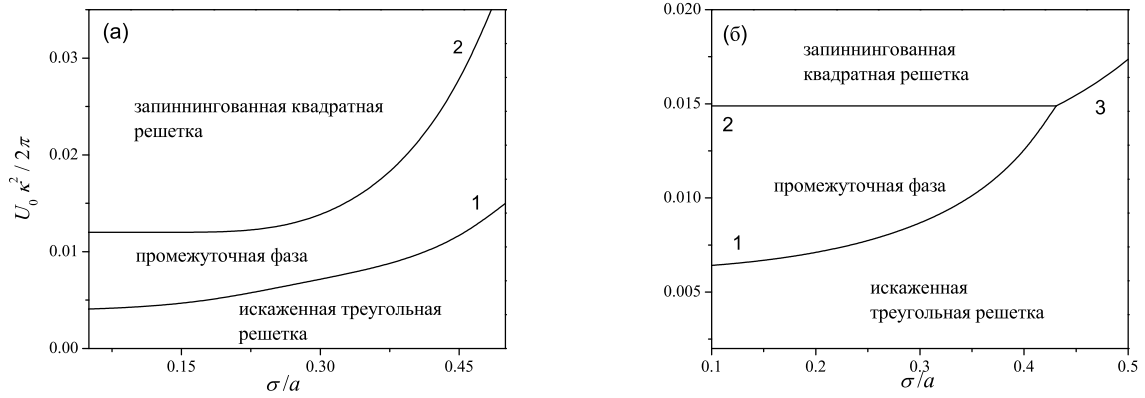 (а)
2
запиннингованная квадратная
решетка
1
промежуточная фаза
искаженная треугольная
решетка
U₀ κ² / 2π
0.03
0.02
0.01
0.00
0.15
0.30
0.45
σ/a
(б)
запиннингованная
квадратная решетка
2
3
промежуточная фаза
1
искаженная
треугольная решетка
0.020
0.015
0.010
0.005
0.1
0.2
0.3
0.4
0.5
σ/a